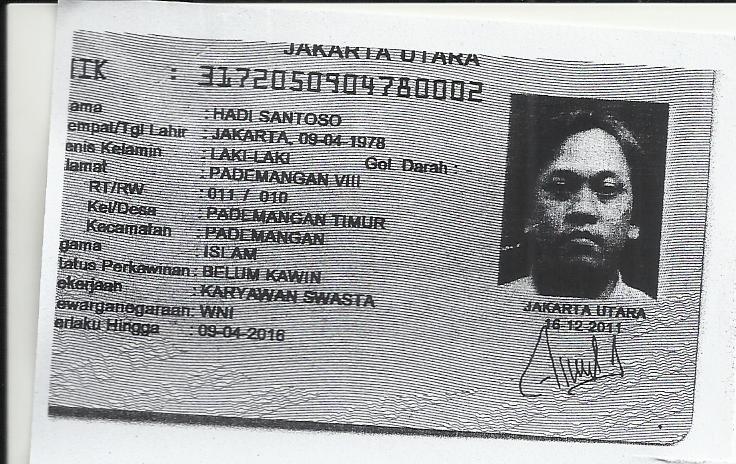 JAKARTA UTARA
NIK : 3172050904780002
ama : HADI SANTOSO
empat/Tgl Lahir : JAKARTA, 09-04-1978
enis Kelamin : LAKI-LAKI Gol. Darah :
lamat : PADEMANGAN VIII
RT/RW : 011 / 010
Kel/Desa : PADEMANGAN TIMUR
Kecamatan : PADEMANGAN
gama : ISLAM
tatus Perkawinan : BELUM KAWIN
ekerjaan : KARYAWAN SWASTA
ewarganegaraan : WNI
erlaku Hingga : 09-04-2016
JAKARTA UTARA
16-12-2011